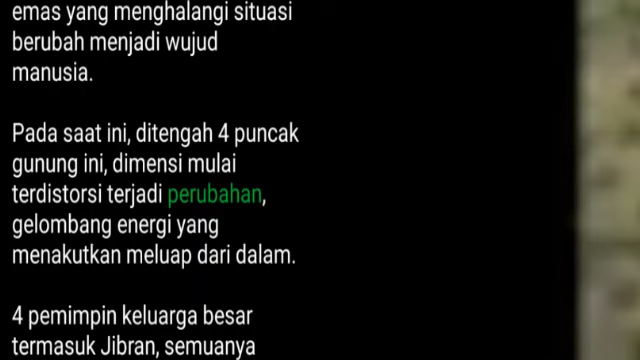 emas yang menghalangi situasi
berubah menjadi wujud
manusia.
Pada saat ini, ditengah 4 puncak
gunung ini, dimensi mulai
terdistorsi terjadi perubahan,
gelombang energi yang
menakutkan meluap dari dalam.
4 pemimpin keluarga besar
termasuk Jibran, semuanya